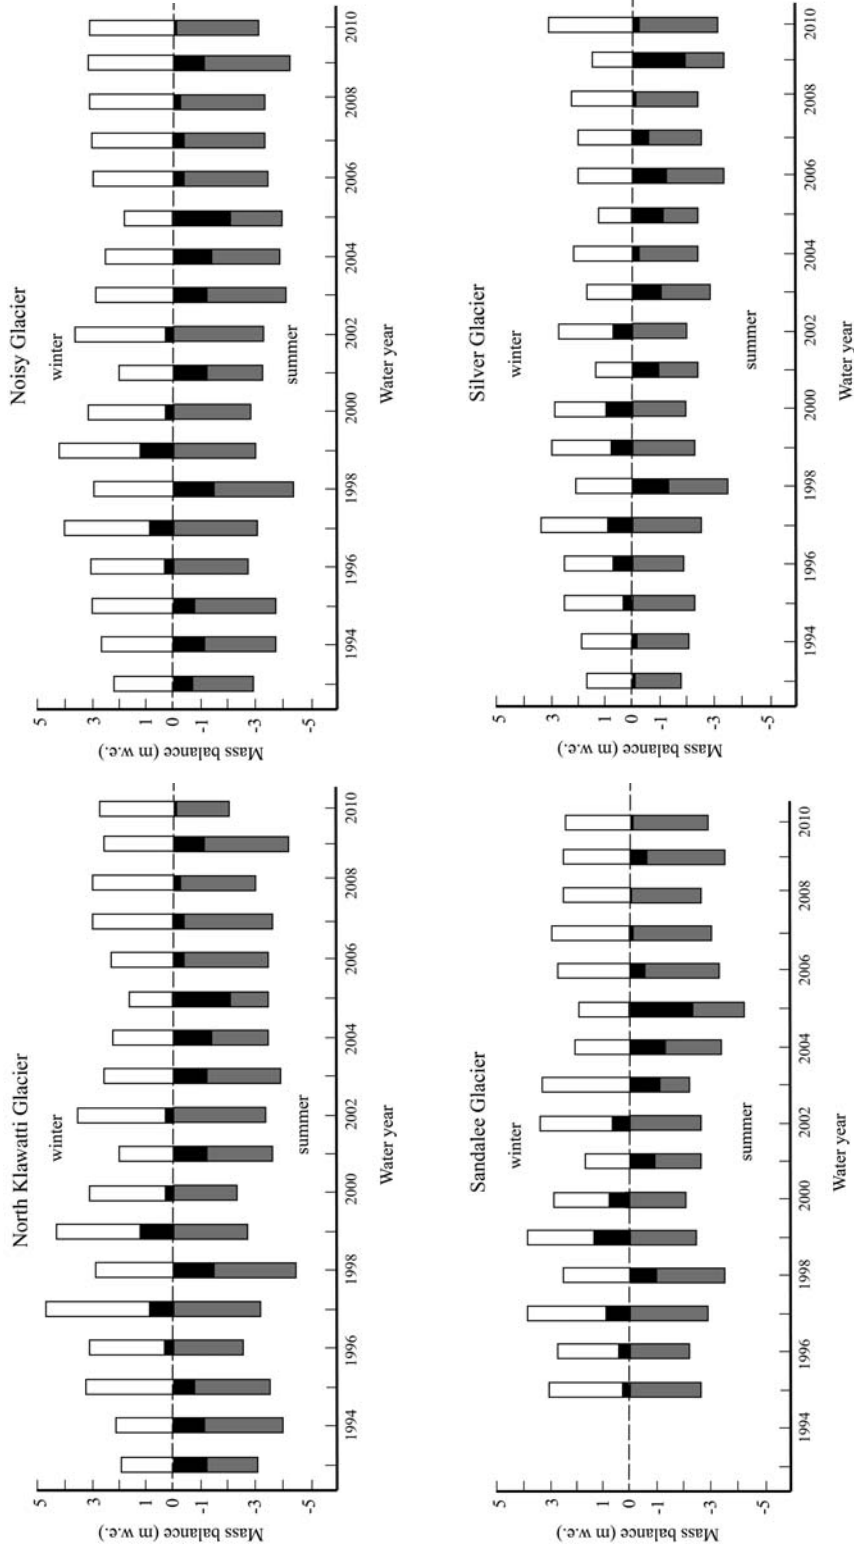 North Klawatti Glacier
winter
Mass balance (m w.e.)
5
3
1
0
-1
-3
-5
summer
1994 1996 1998 2000 2002 2004 2006 2008 2010
Water year
Noisy Glacier
winter
Mass balance (m w.e.)
5
3
1
0
-1
-3
-5
summer
1994 1996 1998 2000 2002 2004 2006 2008 2010
Water year
Sandalee Glacier
winter
Mass balance (m w.e.)
5
3
1
0
-1
-3
-5
summer
1994 1996 1998 2000 2002 2004 2006 2008 2010
Water year
Silver Glacier
winter
Mass balance (m w.e.)
5
3
1
0
-1
-3
-5
summer
1994 1996 1998 2000 2002 2004 2006 2008 2010
Water year